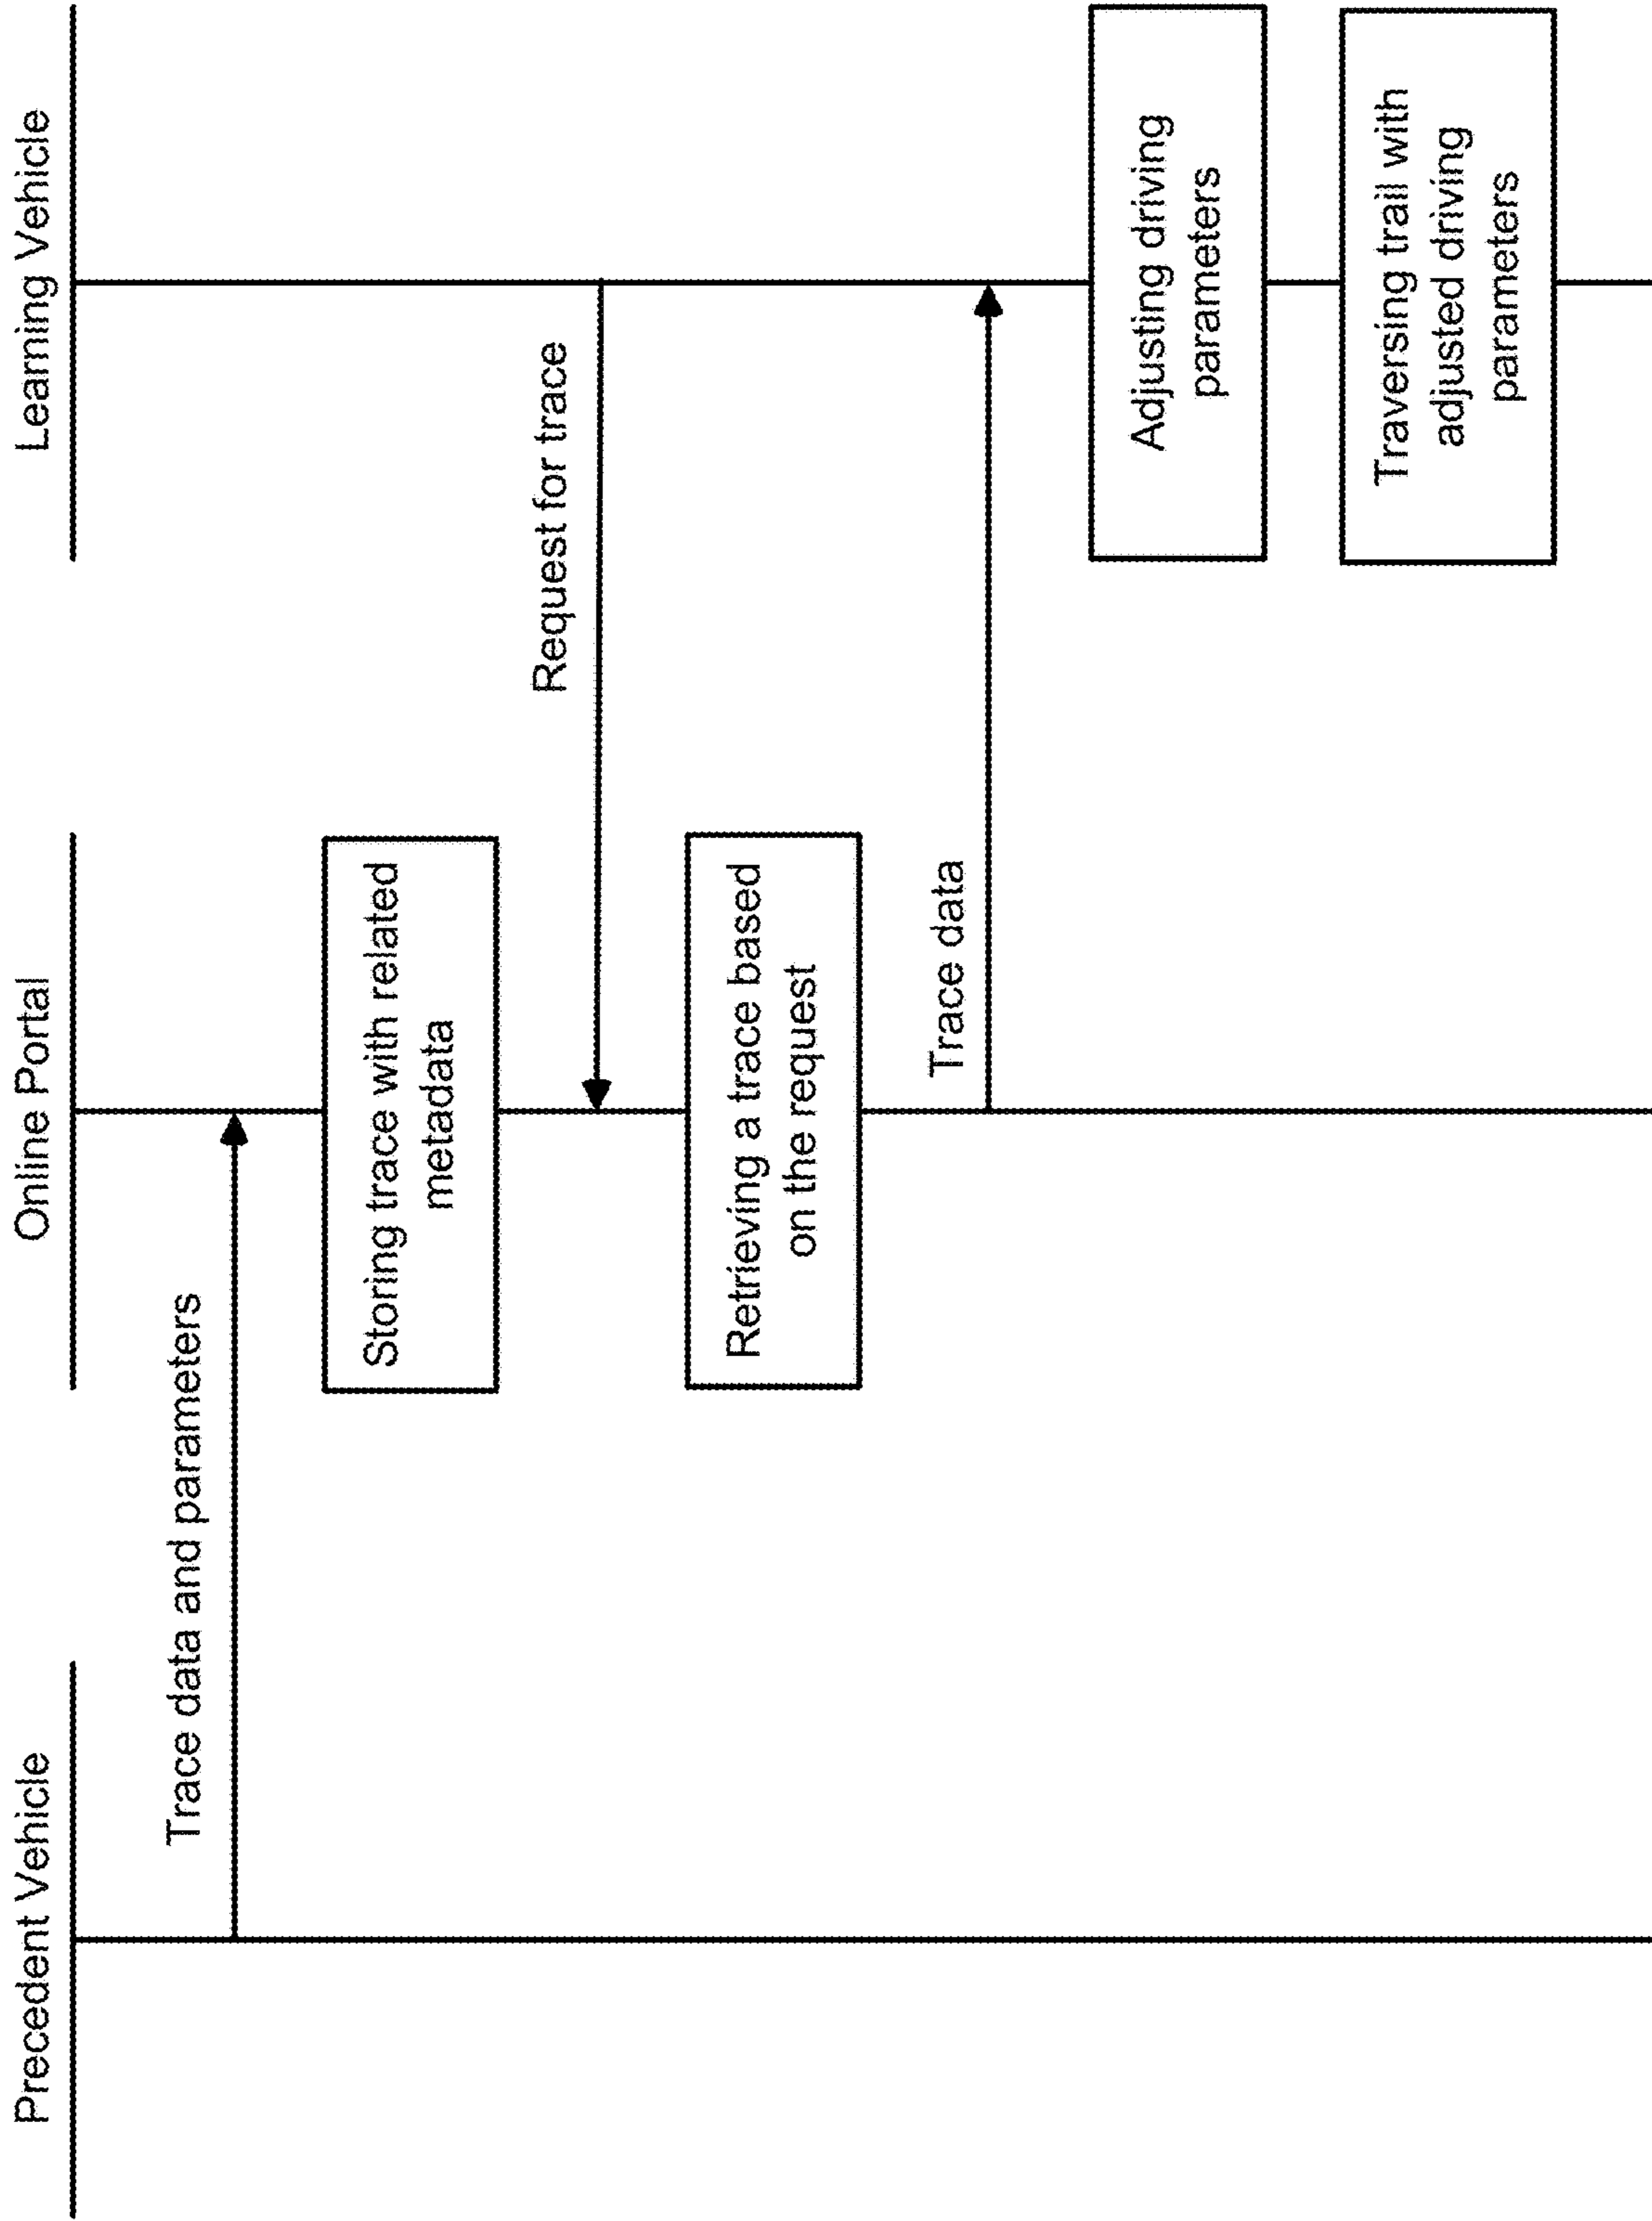 Precedent Vehicle
Online Portal
Learning Vehicle
Trace data and parameters
Storing trace with related
metadata
Request for trace
Retrieving a trace based
on the request
Trace data
Adjusting driving
parameters
Traversing trail with
adjusted driving
parameters